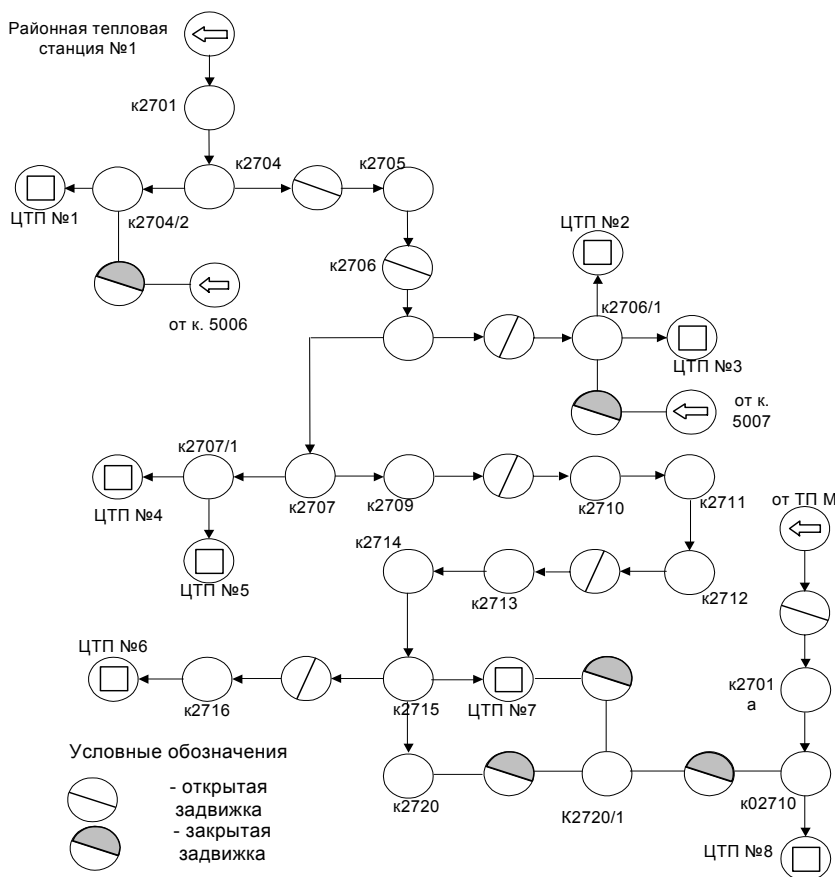 Районная тепловая
станция №1
к2701
к2704
к2705
ЦТП №1
к2704/2
к2706
ЦТП №2
к2706/1
от к. 5006
ЦТП №3
от к.
5007
к2707/1
ЦТП №4
к2707
к2709
к2710
к2711
от ТП М
к2714
ЦТП №5
к2713
к2712
ЦТП №6
к2716
к2715
ЦТП №7
к2701
а
Условные обозначения
- открытая
задвижка
- закрытая
задвижка
к2720
К2720/1
к02710
ЦТП №8